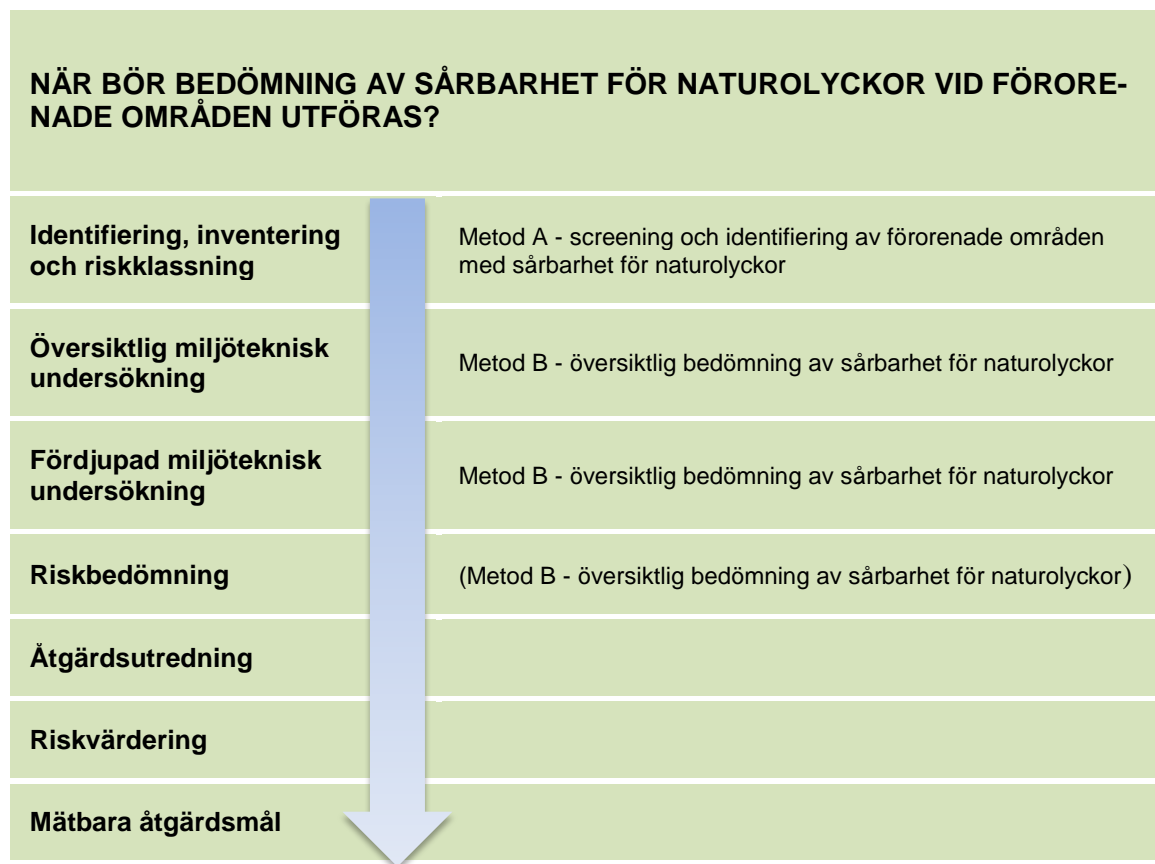 NÄR BÖR BEDÖMNING AV SÅRBARHET FÖR NATUROLYCKOR VID FÖRORE-
NADE OMRÅDEN UTFÖRAS?
Identifiering, inventering
och riskklassning
Metod A - screening och identifiering av förorenade områden
med sårbarhet för naturolyckor
Översiktlig miljöteknisk
undersökning
Metod B - översiktlig bedömning av sårbarhet för naturolyckor
Fördjupad miljöteknisk
undersökning
Metod B - översiktlig bedömning av sårbarhet för naturolyckor
Riskbedömning
(Metod B - översiktlig bedömning av sårbarhet för naturolyckor)
Åtgärdsutredning
Riskvärdering
Mätbara åtgärdsmål